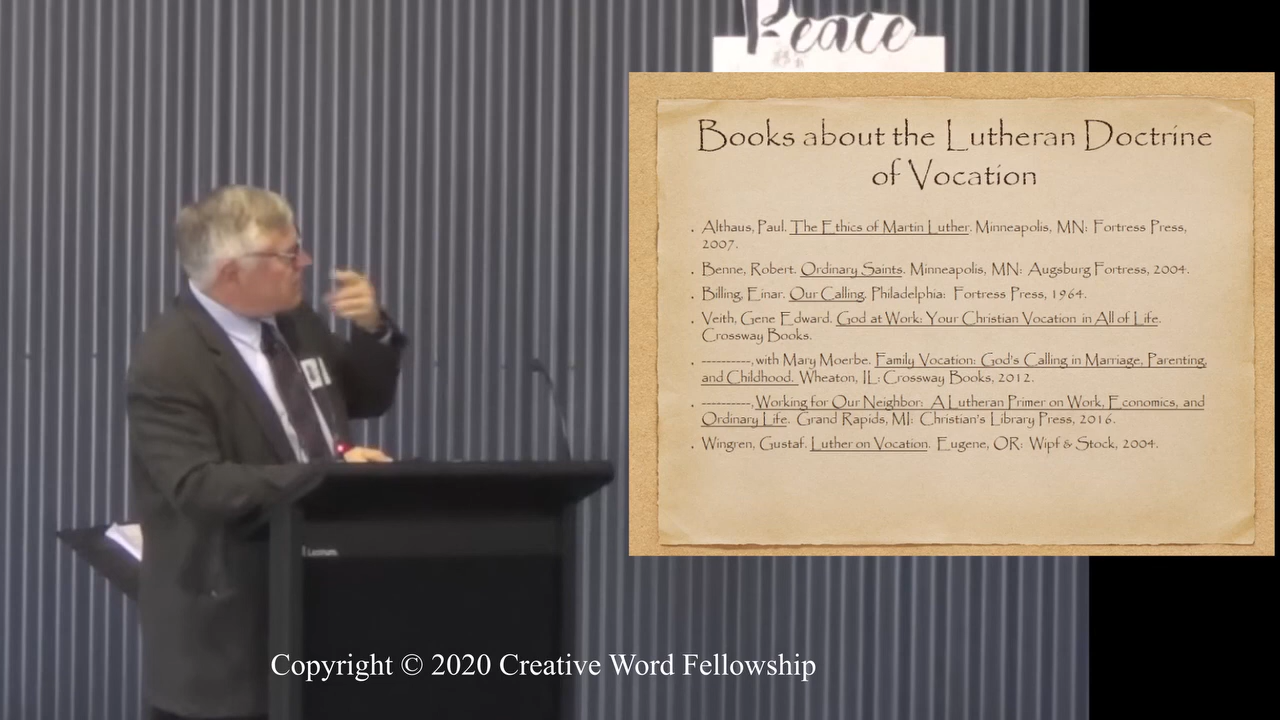 Peace
Books about the Lutheran Doctrine
of Vocation
. Althaus, Paul. The Ethics of Martin Luther. Minneapolis, MN: Fortress Press,
2007.
. Benne, Robert. Ordinary Saints. Minneapolis, MN: Augsburg Fortress, 2004.
. Billing, Einar. Our Calling. Philadelphia: Fortress Press, 1964.
. Veith, Gene Edward. God at Work: Your Christian Vocation in All of Life.
Crossway Books.
. ----------, with Mary Moerbe. Family Vocation: God's Calling in Marriage, Parenting,
and Childhood. Wheaton, IL: Crossway Books, 2012.
. ----------, Working for Our Neighbor: A Lutheran Primer on Work, Economics, and
Ordinary Life. Grand Rapids, MI: Christian's Library Press, 2016.
. Wingren, Gustaf. Luther on Vocation. Eugene, OR: Wipf & Stock, 2004.
Copyright © 2020 Creative Word Fellowship